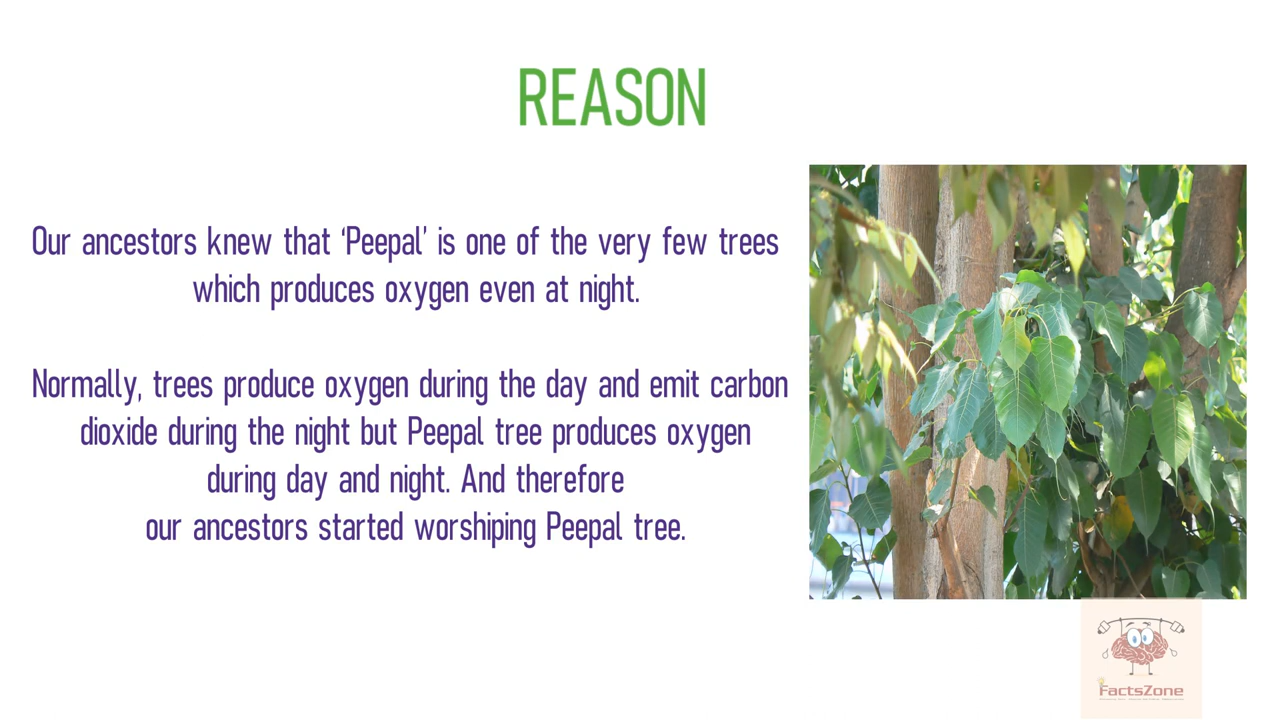 REASON
Our ancestors knew that ‘Peepal’ is one of the very few trees
which produces oxygen even at night.
Normally, trees produce oxygen during the day and emit carbon
dioxide during the night but Peepal tree produces oxygen
during day and night. And therefore
our ancestors started worshiping Peepal tree.
FactsZone